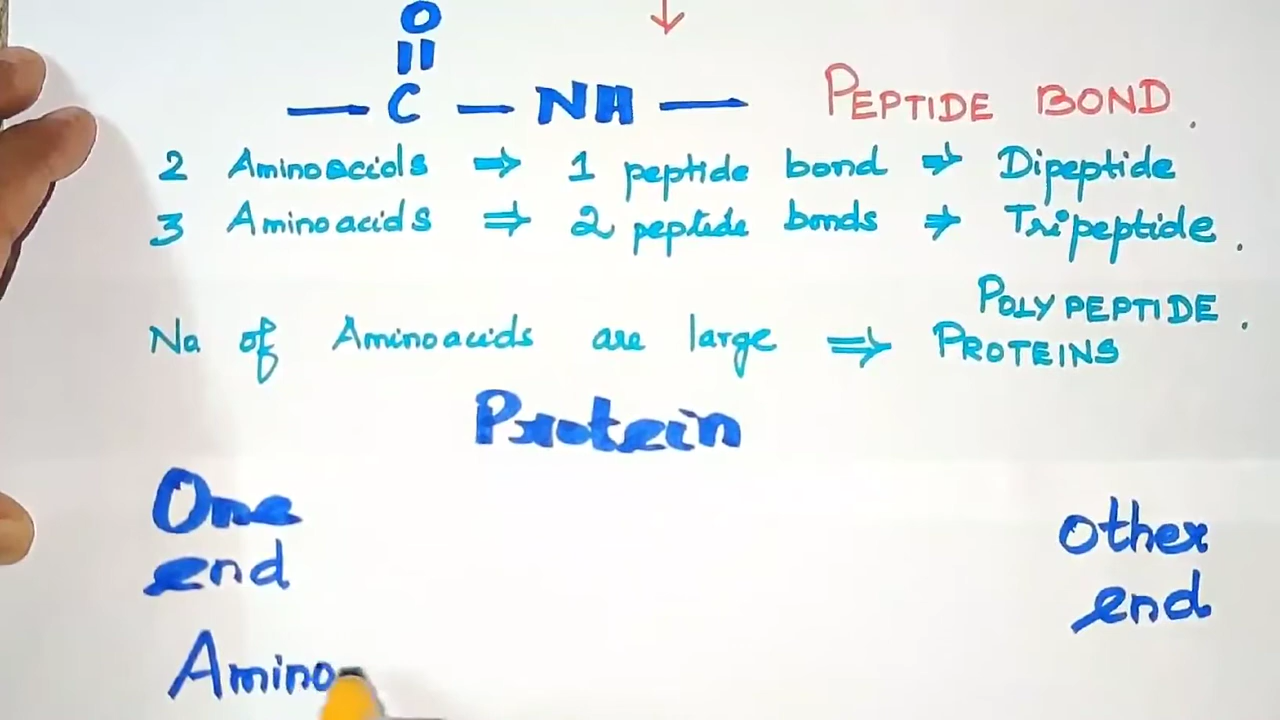 O
||
— C — NH — PEPTIDE BOND.
2 Aminoacids ⇒ 1 peptide bond ⇒ Dipeptide
3 Aminoacids ⇒ 2 peptide bonds ⇒ Tripeptide.
POLYPEPTIDE.
No of Aminoacids are large ⇒ PROTEINS
Protein
One
end
Other
end
Amino